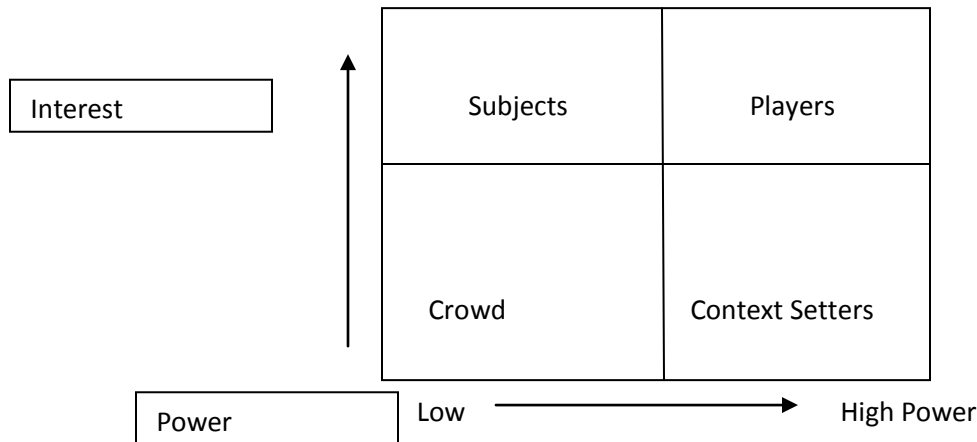 Interest
Subjects
Players
Crowd
Context Setters
Power
Low
High Power